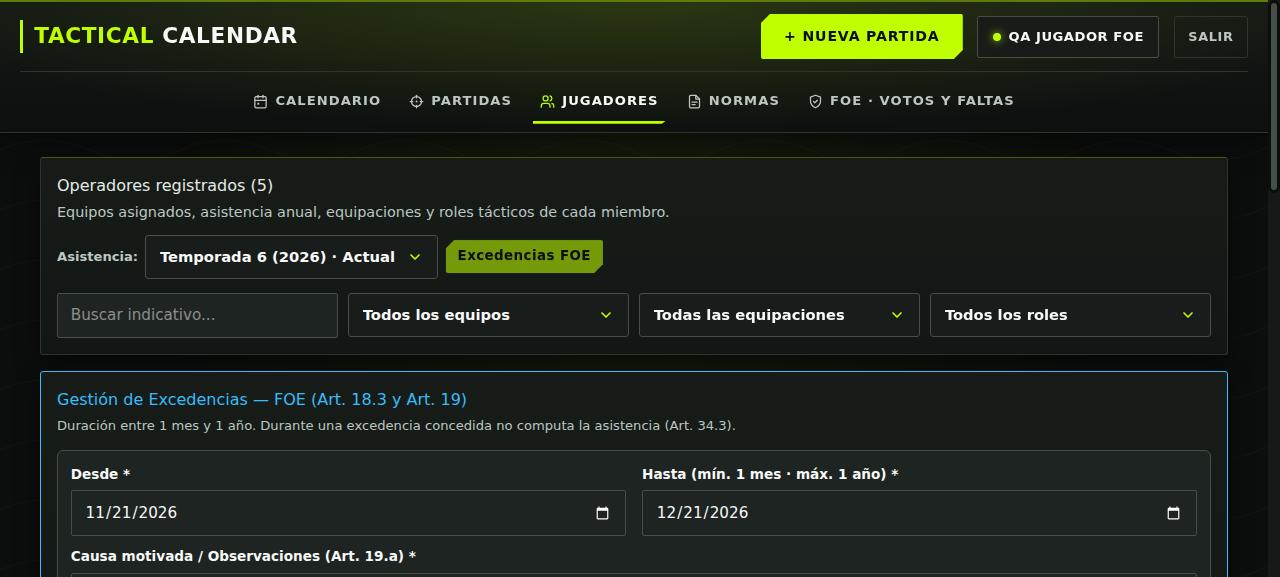 TACTICAL CALENDAR
+ NUEVA PARTIDA
QA JUGADOR FOE
SALIR
CALENDARIO
PARTIDAS
JUGADORES
NORMAS
FOE · VOTOS Y FALTAS
Operadores registrados (5)
Equipos asignados, asistencia anual, equipaciones y roles tácticos de cada miembro.
Asistencia:
Temporada 6 (2026) · Actual
Excedencias FOE
Buscar indicativo...
Todos los equipos
Todas las equipaciones
Todos los roles
Gestión de Excedencias — FOE (Art. 18.3 y Art. 19)
Duración entre 1 mes y 1 año. Durante una excedencia concedida no computa la asistencia (Art. 34.3).
Desde *
Hasta (mín. 1 mes · máx. 1 año) *
11/21/2026
12/21/2026
Causa motivada / Observaciones (Art. 19.a) *